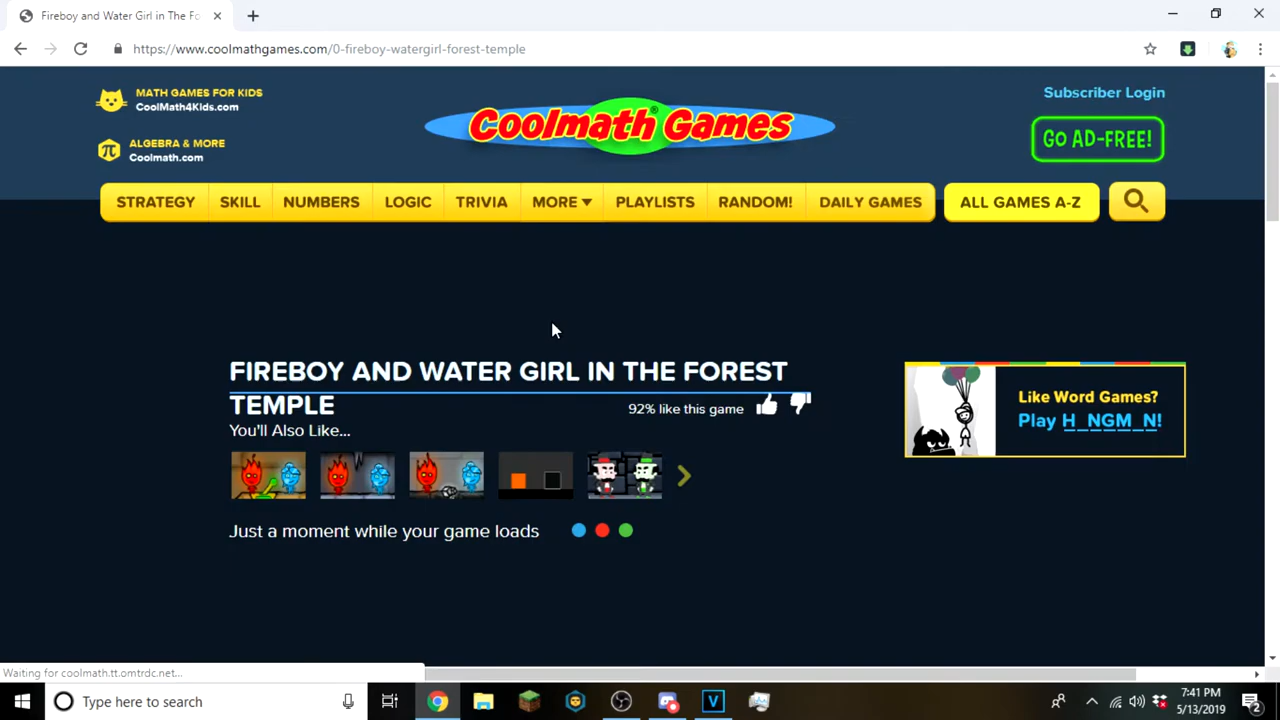 Fireboy and Water Girl in The Fo
https://www.coolmathgames.com/0-fireboy-watergirl-forest-temple
MATH GAMES FOR KIDS
CoolMath4Kids.com
ALGEBRA & MORE
Coolmath.com
Coolmath Games®
Subscriber Login
GO AD-FREE!
STRATEGY SKILL NUMBERS LOGIC TRIVIA MORE PLAYLISTS RANDOM! DAILY GAMES ALL GAMES A-Z
FIREBOY AND WATER GIRL IN THE FOREST
TEMPLE
92% like this game
You'll Also Like...
Like Word Games?
Play H_NGM_N!
Just a moment while your game loads
Waiting for coolmath.tt.omtrdc.net...
Type here to search
V
7:41 PM
5/13/2019
2